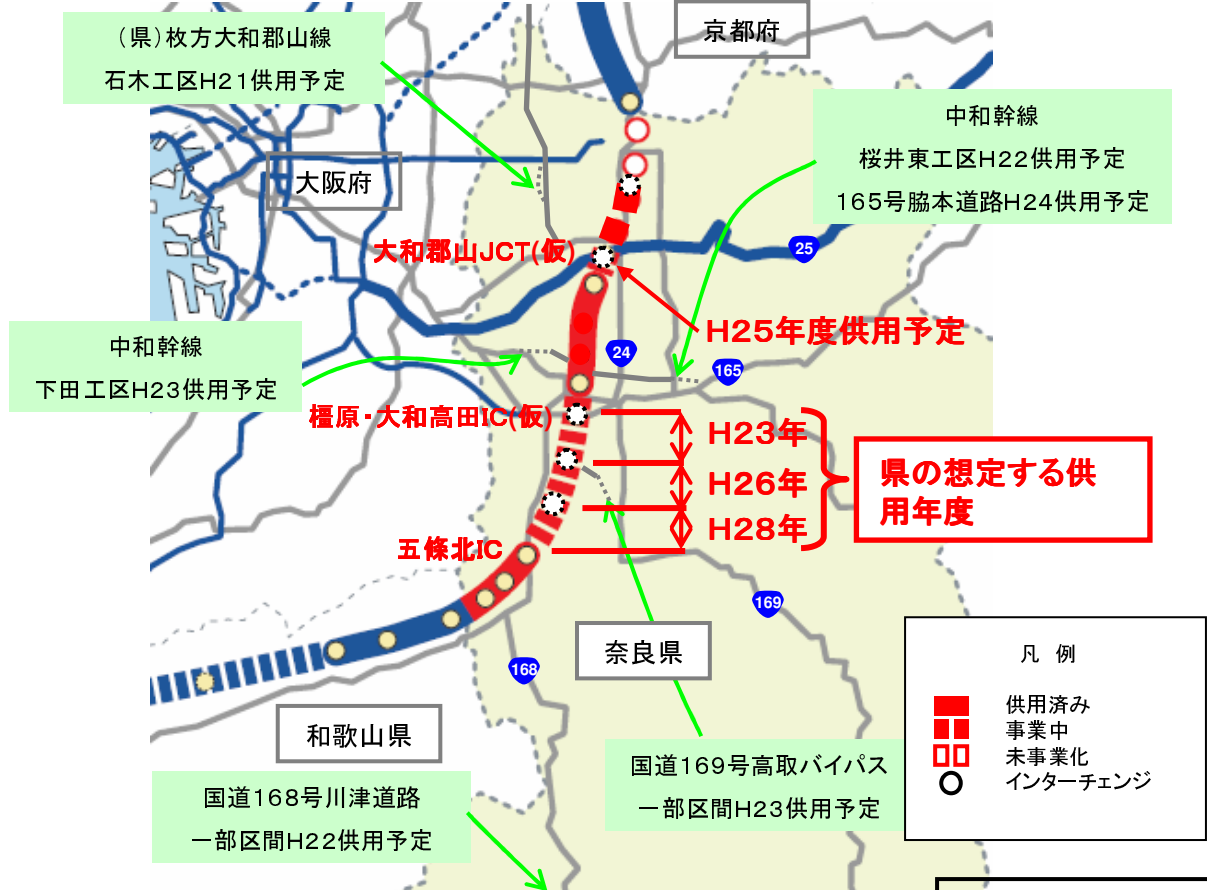 （県）枚方大和郡山線
石木工区H21供用予定
京都府
中和幹線
桜井東工区H22供用予定
165号脇本道路H24供用予定
大阪府
大和郡山JCT(仮)
25
H25年度供用予定
中和幹線
下田工区H23供用予定
24
165
橿原・大和高田IC(仮)
H23年
H26年
H28年
県の想定する供
用年度
五條北IC
169
168
奈良県
和歌山県
凡 例
供用済み
事業中
未事業化
インターチェンジ
国道169号高取バイパス
一部区間H23供用予定
国道168号川津道路
一部区間H22供用予定